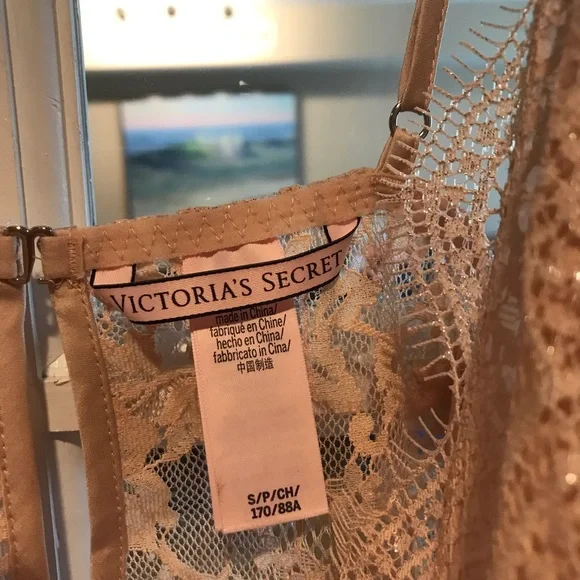 VICTORIA'S SECRET
made in China/
fabriqué en Chine/
hecho en China/
fabbricato in Cina/
中国制造
S/P/CH/
170/88A